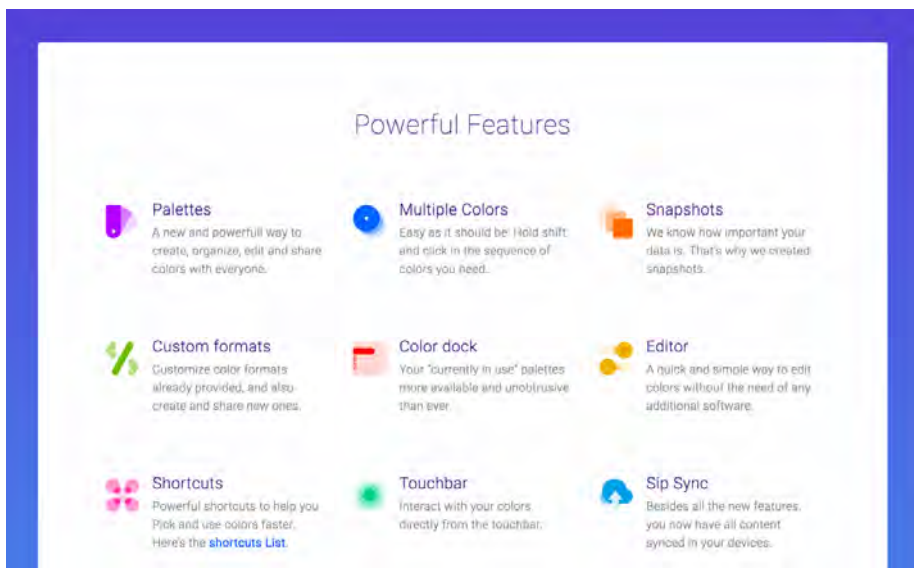 Powerful Features
Palettes
A new and powerfull way to
create, organize, edit and share
colors with everyone.
Multiple Colors
Easy as it should be. Hold shift
and click in the sequence of
colors you need.
Snapshots
We know how important your
data is. That's why we created
snapshots.
Custom formats
Customize color formats
already provided, and also
create and share new ones.
Color dock
Your "currently in use" palettes
more available and unobtrusive
than ever.
Editor
A quick and simple way to edit
colors without the need of any
additional software.
Shortcuts
Powerful shortcuts to help you
Pick and use colors faster.
Here's the shortcuts List.
Touchbar
Interact with your colors
directly from the touchbar.
Sip Sync
Besides all the new features,
you now have all content
synced in your devices.